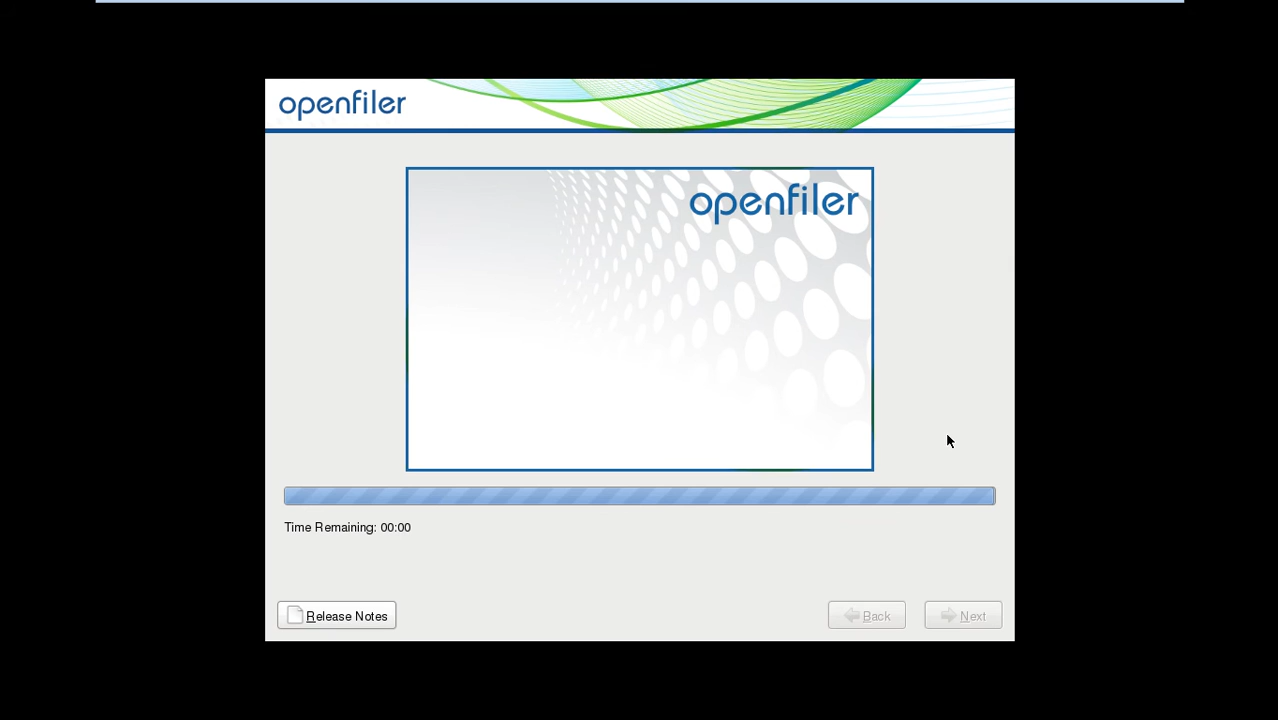 openfiler
openfiler
Time Remaining: 00:00
Release Notes
Back
Next